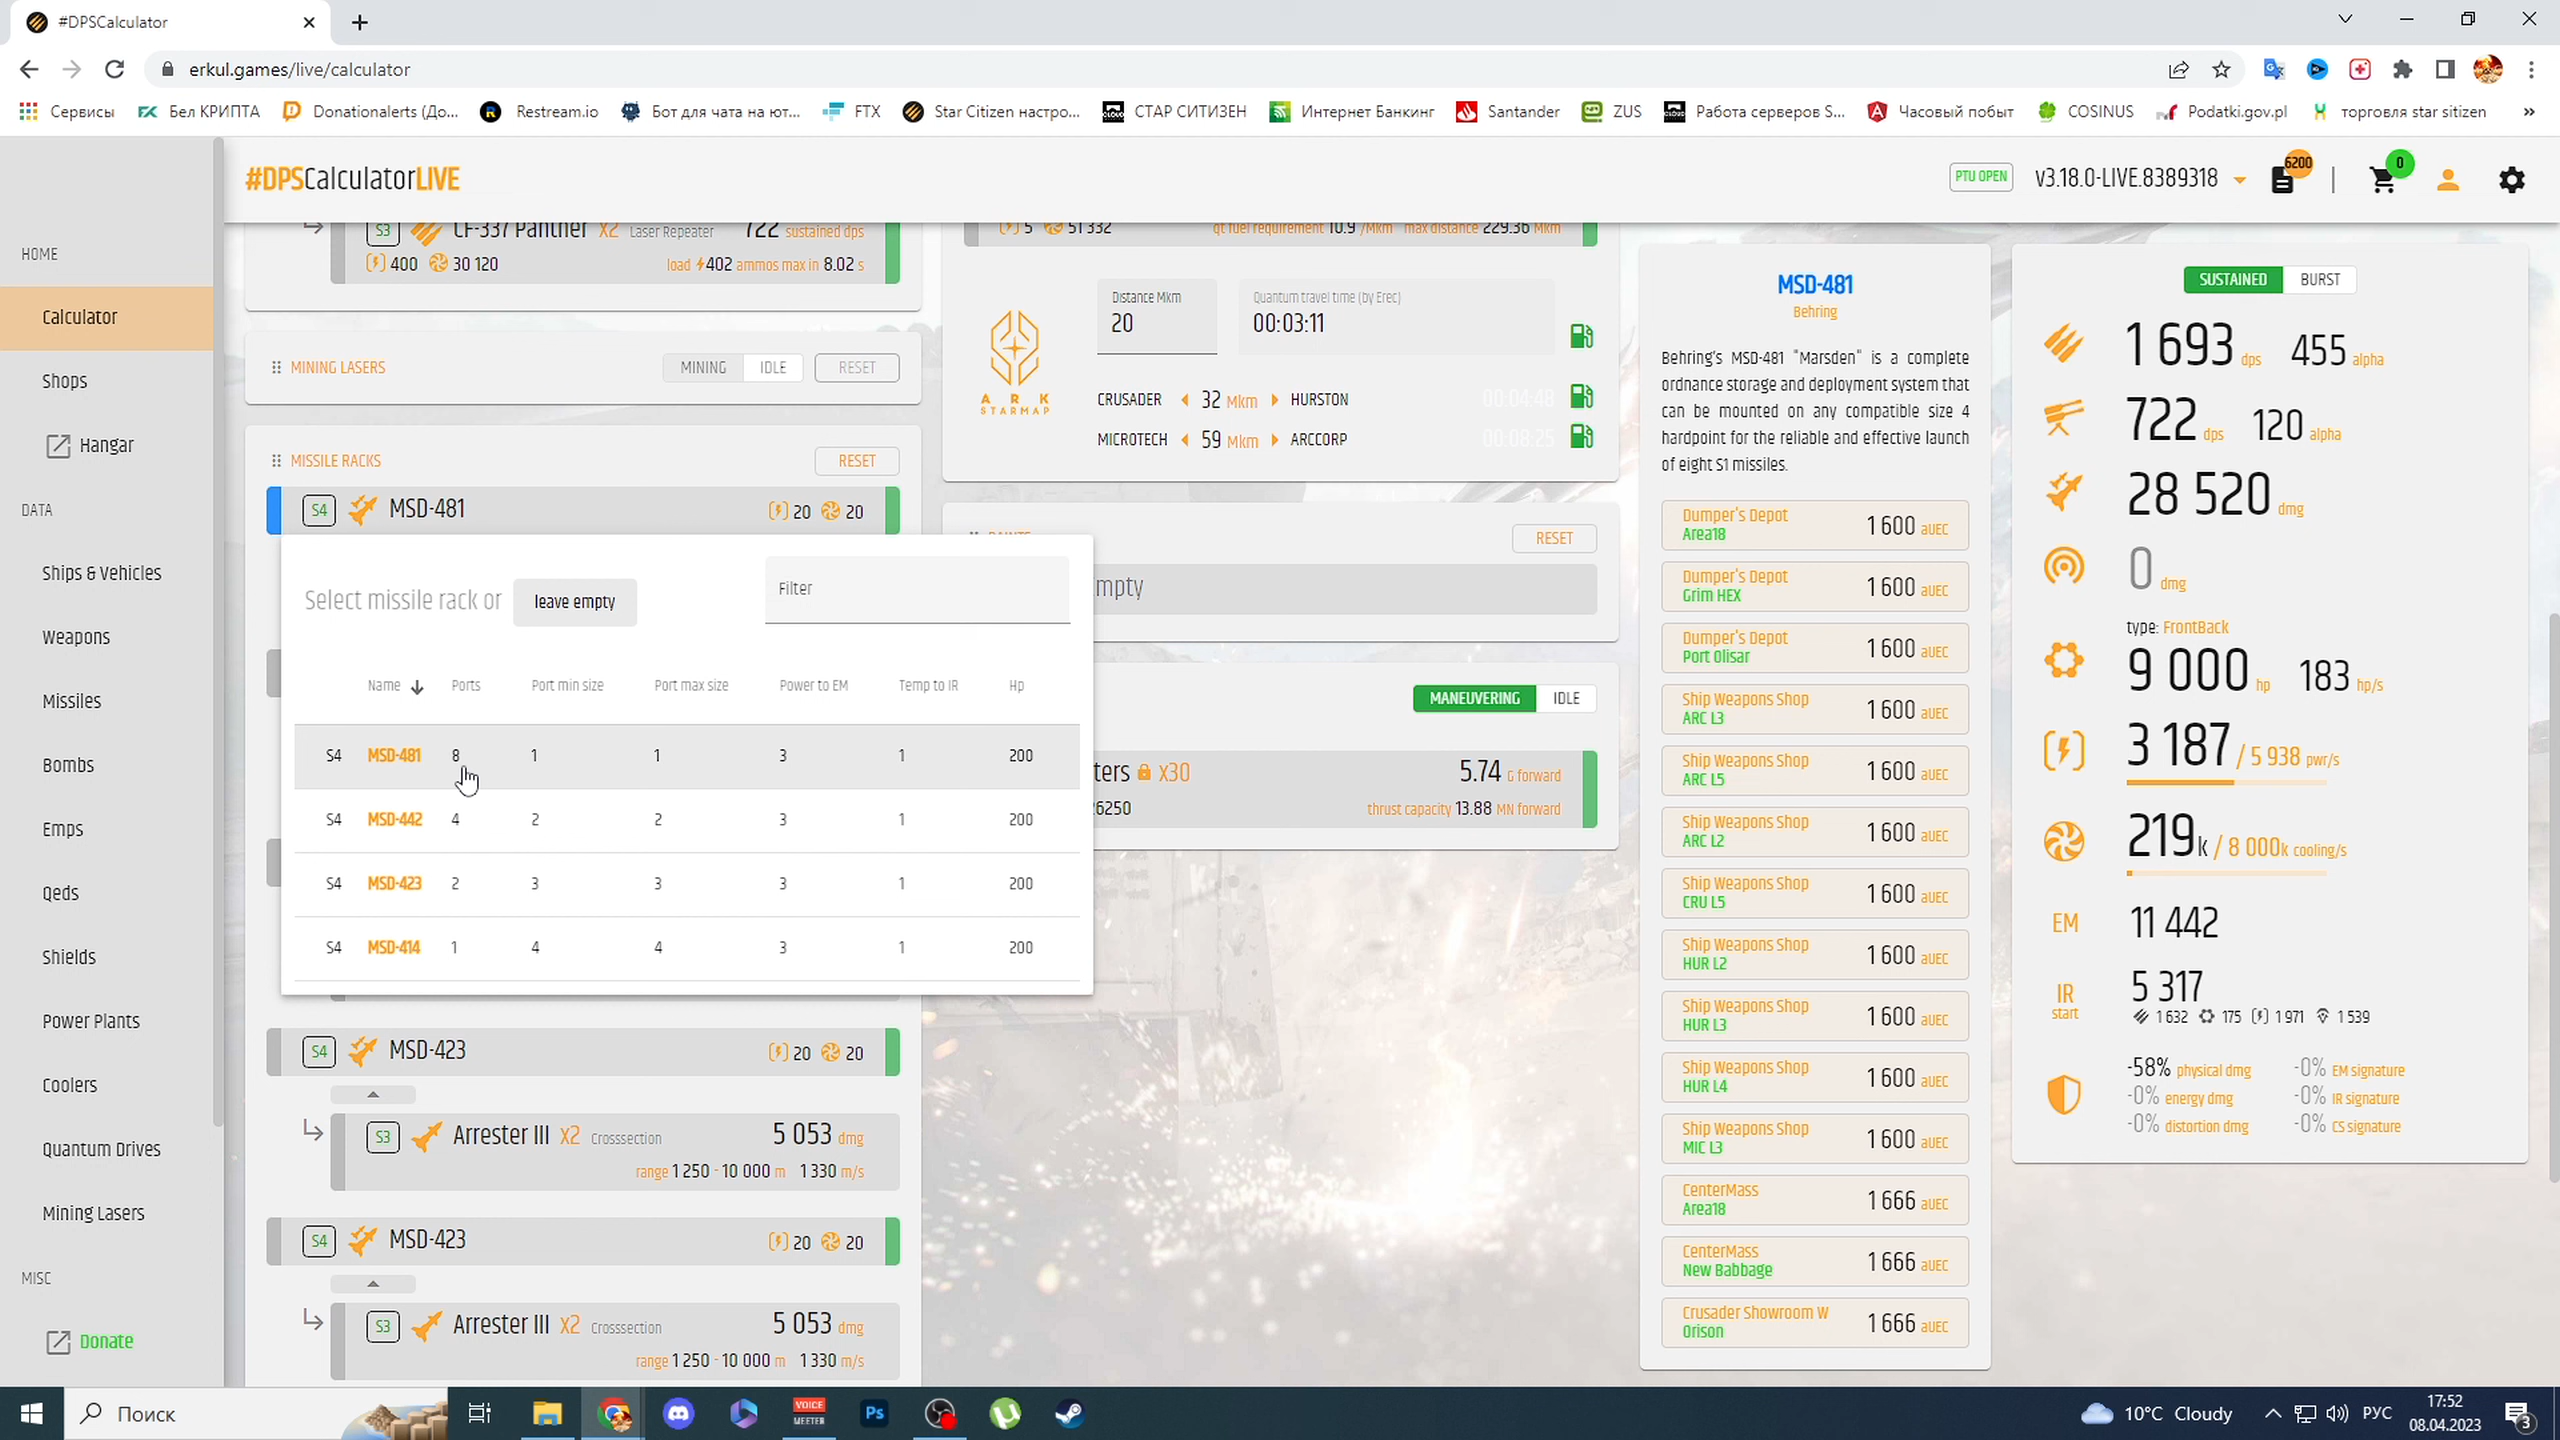 #DPSCalculator
erkul.games/live/calculator
Сервисы
Бел КРИПТА
Donationalerts (До...
Restream.io
Бот для чата на ют...
FTX
Star Citizen настро...
СТАР СИТИЗЕН
Интернет Банкинг
Santander
ZUS
Работа серверов S...
Часовый побыт
COSINUS
Podatki.gov.pl
торговля star sitizen
»
#DPSCalculatorLIVE
PTU OPEN
v3.18.0-LIVE.8389318
6200
0
HOME
Calculator
Shops
Hangar
DATA
Ships & Vehicles
Weapons
Missiles
Bombs
Emps
Qeds
Shields
Power Plants
Coolers
Quantum Drives
Mining Lasers
MISC
Donate
S3 CF-337 Panther X2 Laser Repeater 722 sustained dps
400 30 120 load 402 ammos max in 8.02 s
MINING LASERS MINING IDLE RESET
MISSILE RACKS RESET
S4 MSD-481 20 20
Select missile rack or leave empty Filter
Name Ports Port min size Port max size Power to EM Temp to IR Hp
S4 MSD-481 8 1 1 3 1 200
S4 MSD-442 4 2 2 3 1 200
S4 MSD-423 2 3 3 3 1 200
S4 MSD-414 1 4 4 3 1 200
S4 MSD-423 20 20
S3 Arrester III X2 Crosssection 5 053 dmg
range 1 250 - 10 000 m 1 330 m/s
S4 MSD-423 20 20
S3 Arrester III X2 Crosssection 5 053 dmg
range 1 250 - 10 000 m 1 330 m/s
5 51 332 qt fuel requirement 10.9 /Mkm max distance 229.36 Mkm
ARK
STARMAP
Distance Mkm
20
Quantum travel time (by Erec)
00:03:11
CRUSADER 32 Mkm HURSTON 00:04:48
MICROTECH 59 Mkm ARCCORP 00:08:25
RESET
mpty
MANEUVERING IDLE
ters x30 5.74 G forward
6250 thrust capacity 13.88 MN forward
MSD-481
Behring
Behring's MSD-481 "Marsden" is a complete
ordnance storage and deployment system that
can be mounted on any compatible size 4
hardpoint for the reliable and effective launch
of eight S1 missiles.
Dumper's Depot
Area18
1 600 aUEC
Dumper's Depot
Grim HEX
1 600 aUEC
Dumper's Depot
Port Olisar
1 600 aUEC
Ship Weapons Shop
ARC L3
1 600 aUEC
Ship Weapons Shop
ARC L5
1 600 aUEC
Ship Weapons Shop
ARC L2
1 600 aUEC
Ship Weapons Shop
CRU L5
1 600 aUEC
Ship Weapons Shop
HUR L2
1 600 aUEC
Ship Weapons Shop
HUR L3
1 600 aUEC
Ship Weapons Shop
HUR L4
1 600 aUEC
Ship Weapons Shop
MIC L3
1 600 aUEC
CenterMass
Area18
1 666 aUEC
CenterMass
New Babbage
1 666 aUEC
Crusader Showroom W
Orison
1 666 aUEC
SUSTAINED BURST
1 693 dps 455 alpha
722 dps 120 alpha
28 520 dmg
0 dmg
type: FrontBack
9 000 hp 183 hp/s
3 187 / 5 938 pwr/s
219k / 8 000k cooling/s
EM 11 442
IR
start
5 317
1 632 175 1 971 1 539
-58% physical dmg -0% EM signature
-0% energy dmg -0% IR signature
-0% distortion dmg -0% CS signature
Поиск
VOICE
MEETER
Ps
10°C Cloudy
РУС
17:52
08.04.2023
3